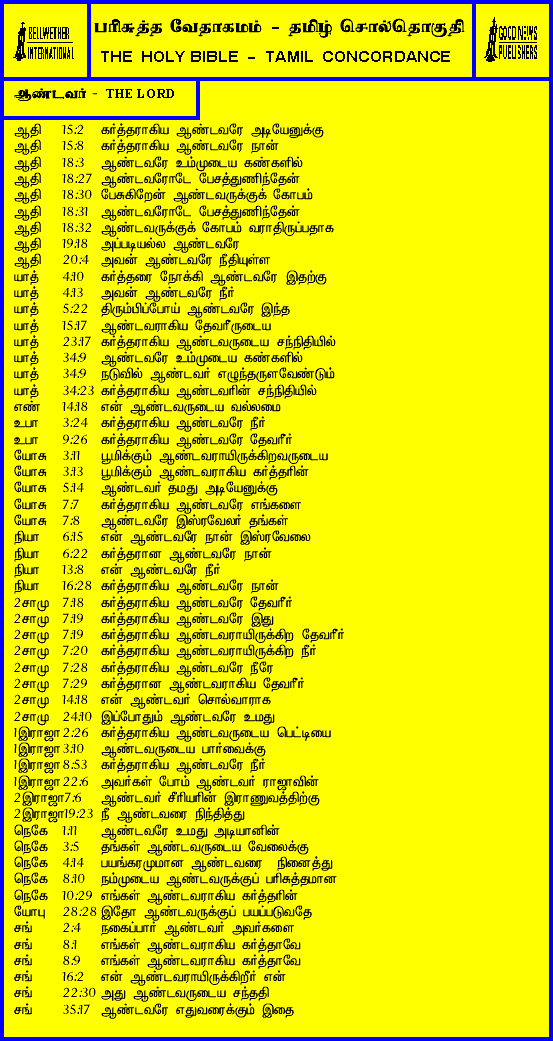 BELLWETHER INTERNATIONAL
பரிசுத்த வேதாகமம் - தமிழ் சொல்தொகுதி
THE HOLY BIBLE - TAMIL CONCORDANCE
GOOD NEWS PUBLISHERS
ஆண்டவர் - THE LORD
ஆதி 15:2 கர்த்தராகிய ஆண்டவரே அடியேனுக்கு
ஆதி 15:8 கர்த்தராகிய ஆண்டவரே நான்
ஆதி 18:3 ஆண்டவரே உம்முடைய கண்களில்
ஆதி 18:27 ஆண்டவரோடே பேசத்துணிந்தேன்
ஆதி 18:30 பேசுகிறேன் ஆண்டவருக்குக் கோபம்
ஆதி 18:31 ஆண்டவரோடே பேசத்துணிந்தேன்
ஆதி 18:32 ஆண்டவருக்குக் கோபம் வராதிருப்பதாக
ஆதி 19:18 அப்படியல்ல ஆண்டவரே
ஆதி 20:4 அவன் ஆண்டவரே நீதியுள்ள
யாத் 4:10 கர்த்தரை நோக்கி ஆண்டவரே இதற்கு
யாத் 4:13 அவன் ஆண்டவரே நீர்
யாத் 5:22 திரும்பிப்போய் ஆண்டவரே இந்த
யாத் 15:17 ஆண்டவராகிய தேவரீருடைய
யாத் 23:17 கர்த்தராகிய ஆண்டவருடைய சந்நிதியில்
யாத் 34:9 ஆண்டவரே உம்முடைய கண்களில்
யாத் 34:9 நடுவில் ஆண்டவர் எழுந்தருளவேண்டும்
யாத் 34:23 கர்த்தராகிய ஆண்டவரின் சந்நிதியில்
எண் 14:18 என் ஆண்டவருடைய வல்லமை
உபா 3:24 கர்த்தராகிய ஆண்டவரே நீர்
உபா 9:26 கர்த்தராகிய ஆண்டவரே தேவரீர்
யோசு 3:11 பூமிக்கும் ஆண்டவராயிருக்கிறவருடைய
யோசு 3:13 பூமிக்கும் ஆண்டவராகிய கர்த்தரின்
யோசு 5:14 ஆண்டவர் தமது அடியேனுக்கு
யோசு 7:7 கர்த்தராகிய ஆண்டவரே எங்களை
யோசு 7:8 ஆண்டவரே இஸ்ரவேலர் தங்கள்
நியா 6:15 என் ஆண்டவரே நான் இஸ்ரவேலை
நியா 6:22 கர்த்தரான ஆண்டவரே நான்
நியா 13:8 என் ஆண்டவரே நீர்
நியா 16:28 கர்த்தராகிய ஆண்டவரே நான்
2சாமு 7:18 கர்த்தராகிய ஆண்டவரே தேவரீர்
2சாமு 7:19 கர்த்தராகிய ஆண்டவரே இது
2சாமு 7:19 கர்த்தராகிய ஆண்டவராயிருக்கிற தேவரீர்
2சாமு 7:20 கர்த்தராகிய ஆண்டவராயிருக்கிற நீர்
2சாமு 7:28 கர்த்தராகிய ஆண்டவரே நீரே
2சாமு 7:29 கர்த்தரான ஆண்டவராகிய தேவரீர்
2சாமு 14:18 என் ஆண்டவர் சொல்வாராக
2சாமு 24:10 இப்போதும் ஆண்டவரே உமது
1இராஜா 2:26 கர்த்தராகிய ஆண்டவருடைய பெட்டியை
1இராஜா 3:10 ஆண்டவருடைய பார்வைக்கு
1இராஜா 8:53 கர்த்தராகிய ஆண்டவரே நீர்
1இராஜா 22:6 அவர்கள் போம் ஆண்டவர் ராஜாவின்
2இராஜா 7:6 ஆண்டவர் சீரியரின் இராணுவத்திற்கு
2இராஜா 19:23 நீ ஆண்டவரை நிந்தித்து
நெகே 1:11 ஆண்டவரே உமது அடியானின்
நெகே 3:5 தங்கள் ஆண்டவருடைய வேலைக்கு
நெகே 4:14 பயங்கரமுமான ஆண்டவரை நினைத்து
நெகே 8:10 நம்முடைய ஆண்டவருக்குப் பரிசுத்தமான
நெகே 10:29 எங்கள் ஆண்டவராகிய கர்த்தரின்
யோபு 28:28 இதோ ஆண்டவருக்குப் பயப்படுவதே
சங் 2:4 நகைப்பார் ஆண்டவர் அவர்களை
சங் 8:1 எங்கள் ஆண்டவராகிய கர்த்தாவே
சங் 8:9 எங்கள் ஆண்டவராகிய கர்த்தாவே
சங் 16:2 என் ஆண்டவராயிருக்கிறீர் என்
சங் 22:30 அது ஆண்டவருடைய சந்ததி
சங் 35:17 ஆண்டவரே எதுவரைக்கும் இதை